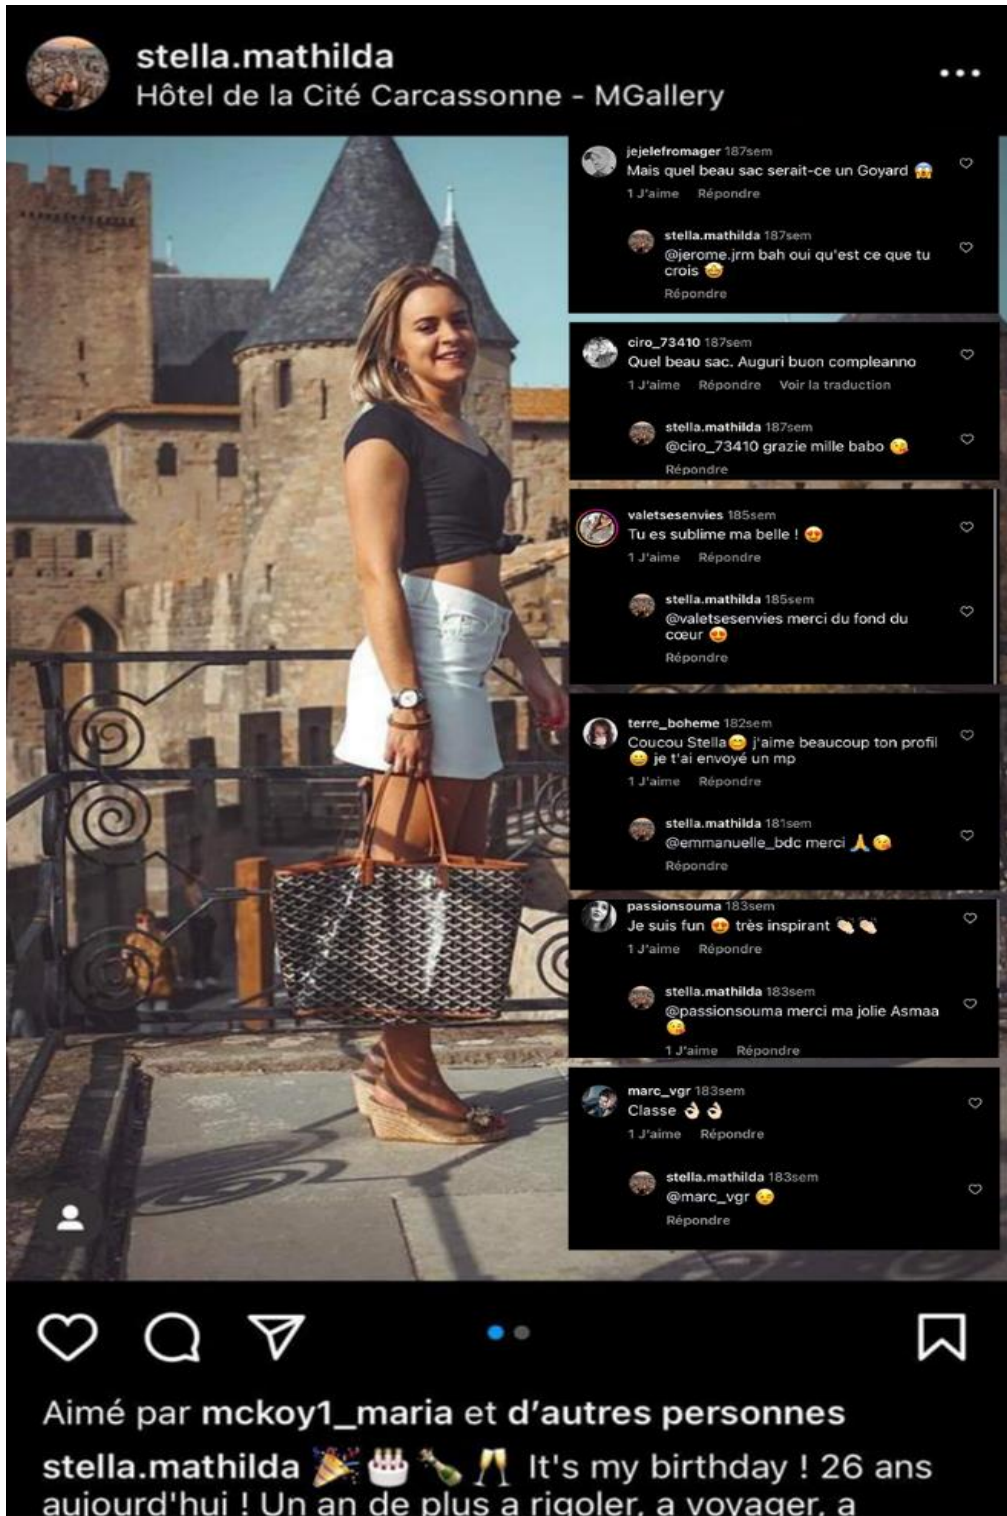 stella.mathilda
Hôtel de la Cité Carcassonne - MGallery
jejelefromager 187sem
Mais quel beau sac serait-ce un Goyard 😱
1 J'aime Répondre
stella.mathilda 187sem
@jerome.jrm bah oui qu'est ce que tu
crois 🤩
Répondre
ciro_73410 187sem
Quel beau sac. Auguri buon compleanno
1 J'aime Répondre Voir la traduction
stella.mathilda 187sem
@ciro_73410 grazie mille babo 😘
Répondre
valetsesenvies 185sem
Tu es sublime ma belle ! 😍
1 J'aime Répondre
stella.mathilda 185sem
@valetsesenvies merci du fond du
cœur 😍
Répondre
terre_boheme 182sem
Coucou Stella😊 j'aime beaucoup ton profil
😀 je t'ai envoyé un mp
1 J'aime Répondre
stella.mathilda 181sem
@emmanuelle_bdc merci 🙏 😘
Répondre
passionsouma 183sem
Je suis fun 😍 très inspirant 👏🏻👏🏻
1 J'aime Répondre
stella.mathilda 183sem
@passionsouma merci ma jolie Asmaa
😘
1 J'aime Répondre
marc_vgr 183sem
Classe 👌🏻👌🏻
1 J'aime Répondre
stella.mathilda 183sem
@marc_vgr 😉
Répondre
Aimé par mckoy1_maria et d'autres personnes
stella.mathilda 🎉🎂🍾🥂 It's my birthday ! 26 ans
aujourd'hui ! Un an de plus a rigoler, a voyager, a